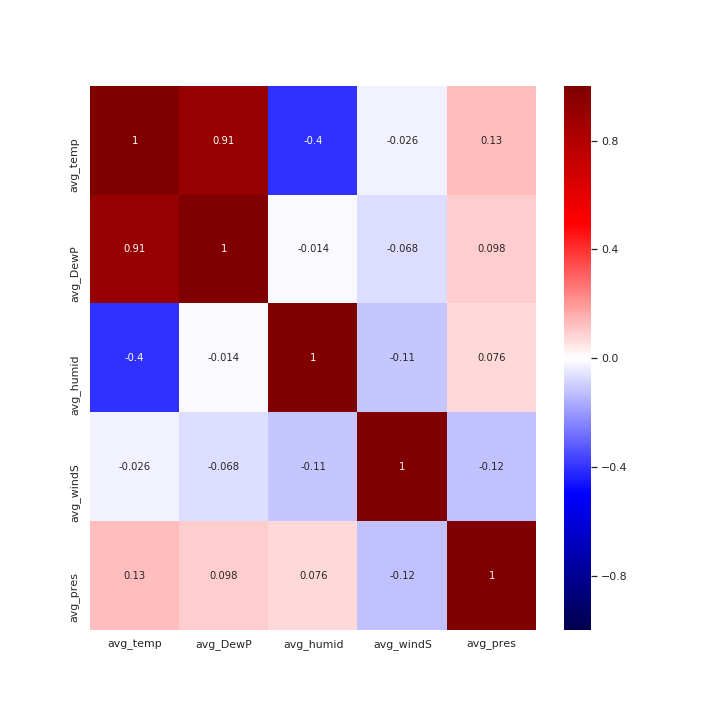 avg_temp 1 0.91 -0.4 -0.026 0.13
avg_DewP 0.91 1 -0.014 -0.068 0.098
avg_humid -0.4 -0.014 1 -0.11 0.076
avg_windS -0.026 -0.068 -0.11 1 -0.12
avg_pres 0.13 0.098 0.076 -0.12 1
avg_temp avg_DewP avg_humid avg_windS avg_pres
0.8
0.4
0.0
−0.4
−0.8